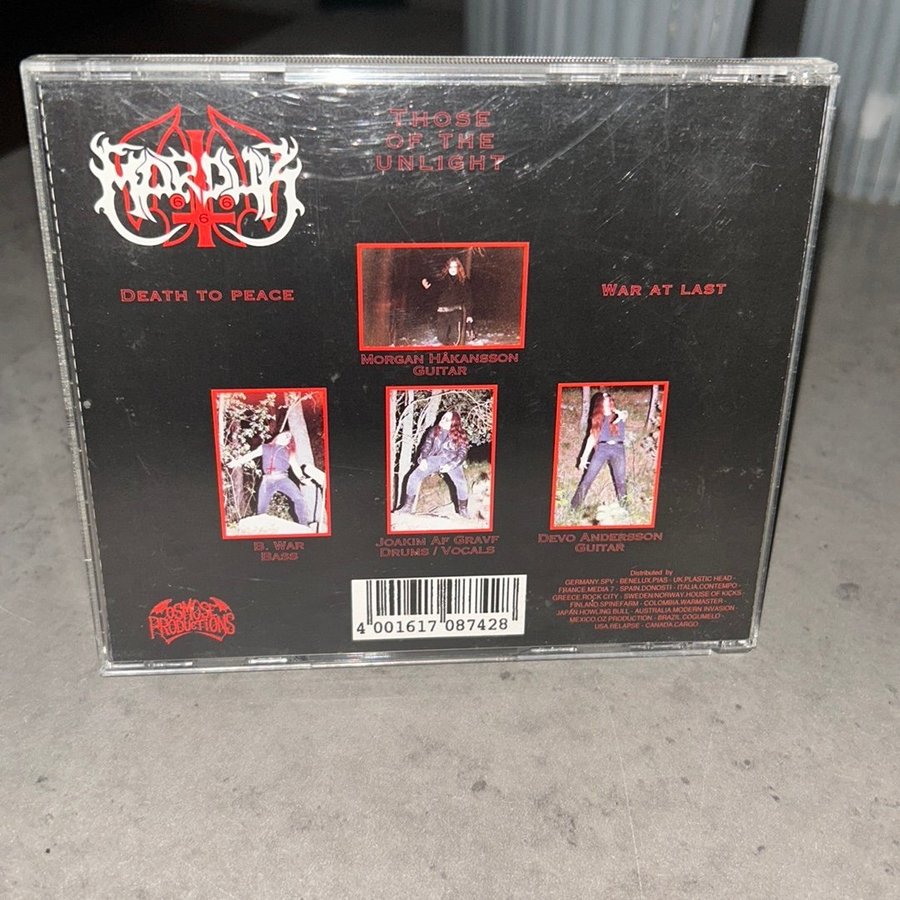 MARDUK
6 6
6
THOSE
OF THE
UNLIGHT
DEATH TO PEACE
WAR AT LAST
MORGAN HÅKANSSON
GUITAR
B. WAR
BASS
JOAKIM AF GRAVF
DRUMS / VOCALS
DEVO ANDERSSON
GUITAR
OSMOSE
PRODUCTIONS
4 001617 087428
Distributed by
GERMANY.SPV - BENELUX.PIAS - UK.PLASTIC HEAD -
FRANCE.MEDIA 7 - SPAIN.DONOSTI - ITALIA.CONTEMPO -
GREECE.ROCK CITY - SWEDEN/NORWAY.HOUSE OF KICKS -
FINLAND.SPINEFARM - COLOMBIA.WARMASTER -
JAPAN.HOWLING BULL - AUSTRALIA.MODERN INVASION -
MEXICO.OZ PRODUCTION - BRAZIL.COGUMELO -
USA.RELAPSE - CANADA.CARGO